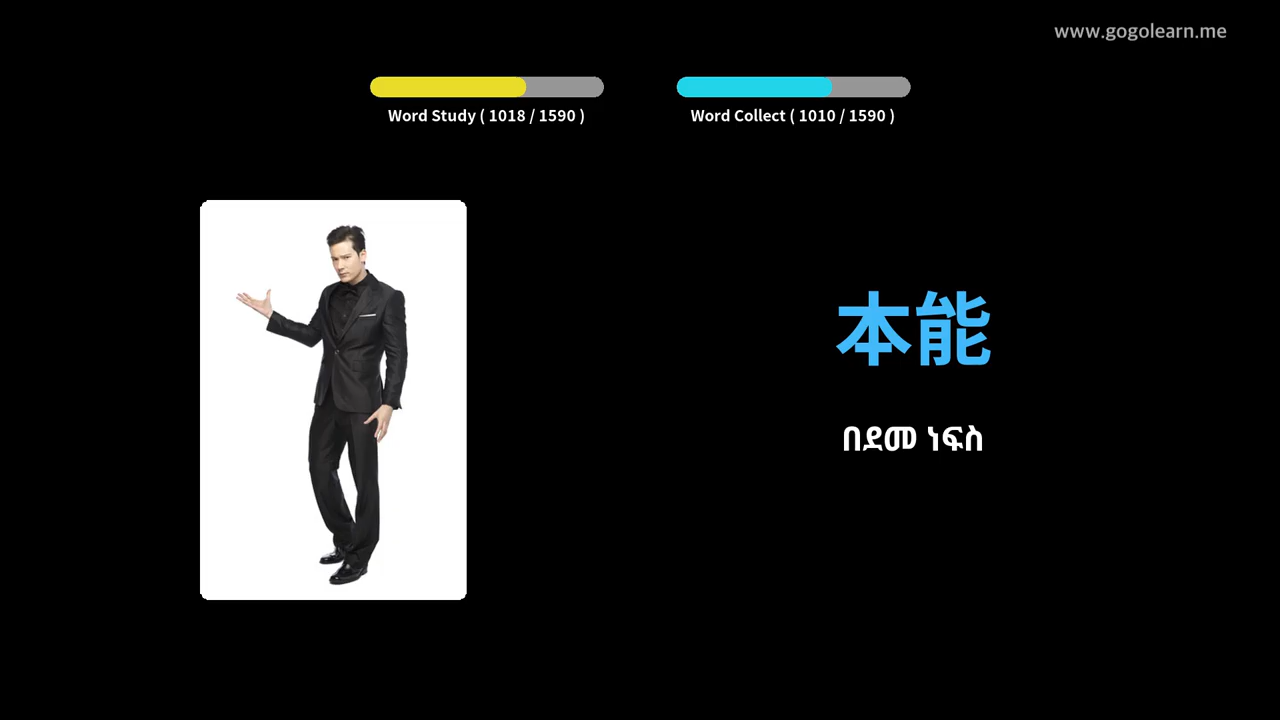 www.gogolearn.me
Word Study ( 1018 / 1590 )
Word Collect ( 1010 / 1590 )
本能
በደመ ነፍስ